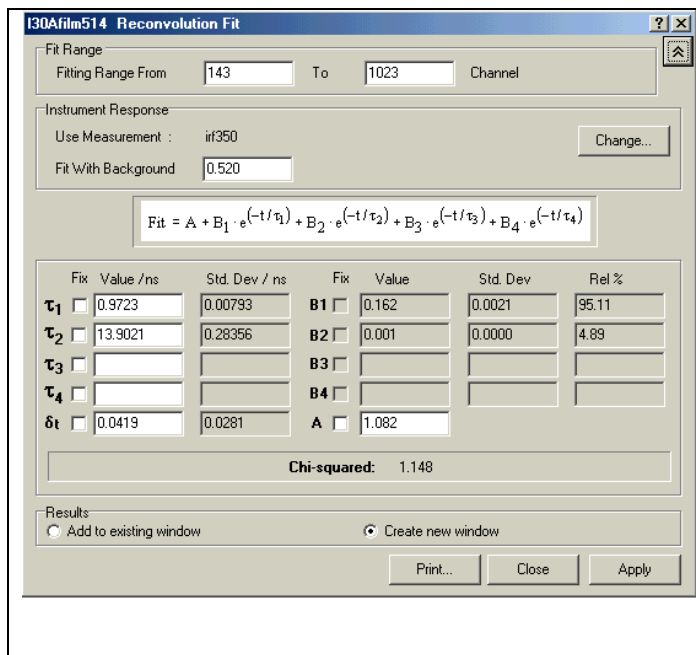 I30Afilm514 Reconvolution Fit
Fit Range
Fitting Range From 143 To 1023 Channel
Instrument Response
Use Measurement : irf350 Change...
Fit With Background 0.520
Fit = A + B₁ · e^(-t/τ₁) + B₂ · e^(-t/τ₂) + B₃ · e^(-t/τ₃) + B₄ · e^(-t/τ₄)
Fix Value /ns Std. Dev / ns Fix Value Std. Dev Rel %
τ₁ 0.9723 0.00793 B1 0.162 0.0021 95.11
τ₂ 13.9021 0.28356 B2 0.001 0.0000 4.89
τ₃ B3
τ₄ B4
δt 0.0419 0.0281 A 1.082
Chi-squared: 1.148
Results
Add to existing window Create new window
Print... Close Apply